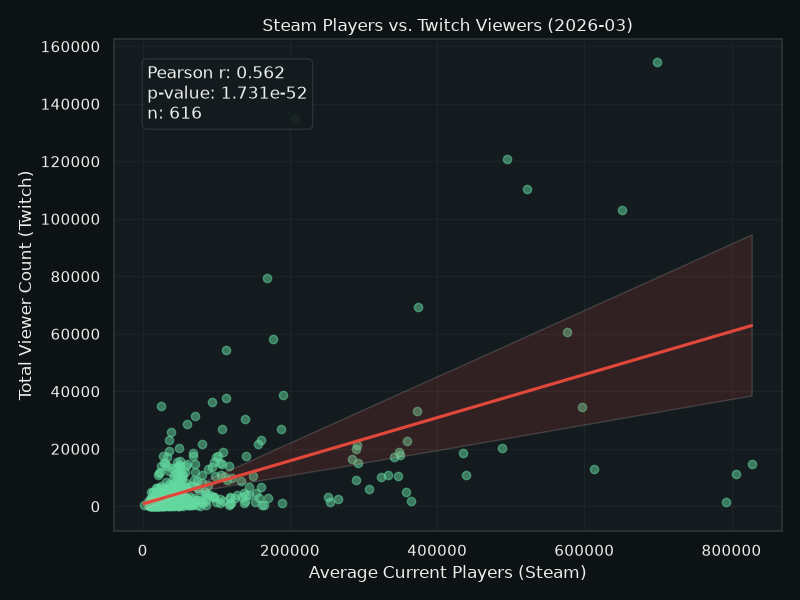 Steam Players vs. Twitch Viewers (2026-03)
Pearson r: 0.562
p-value: 1.731e-52
n: 616
Total Viewer Count (Twitch)
160000
140000
120000
100000
80000
60000
40000
20000
0
0 200000 400000 600000 800000
Average Current Players (Steam)